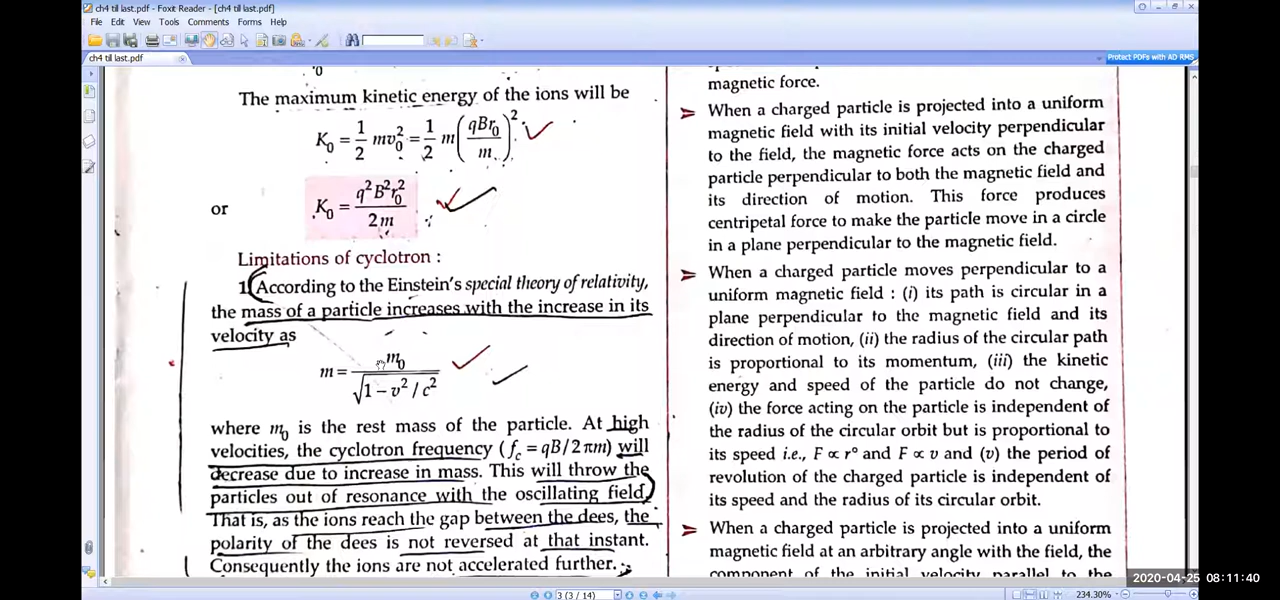 ch4 till last.pdf - Foxit Reader - [ch4 till last.pdf]
File Edit View Tools Comments Forms Help
ch4 till last.pdf
Protect PDFs with AD RMS
The maximum kinetic energy of the ions will be
K₀ = 1/2 mv₀² = 1/2 m (qBr₀/m)²
or K₀ = q²B²r₀²/2m
Limitations of cyclotron :
1. According to the Einstein's special theory of relativity,
the mass of a particle increases with the increase in its
velocity as
m = m₀/√1 − v² / c²
where m₀ is the rest mass of the particle. At high
velocities, the cyclotron frequency (f_c = qB/2πm) will
decrease due to increase in mass. This will throw the
particles out of resonance with the oscillating field.
That is, as the ions reach the gap between the dees, the
polarity of the dees is not reversed at that instant.
Consequently the ions are not accelerated further.
magnetic force.
➢ When a charged particle is projected into a uniform
magnetic field with its initial velocity perpendicular
to the field, the magnetic force acts on the charged
particle perpendicular to both the magnetic field and
its direction of motion. This force produces
centripetal force to make the particle move in a circle
in a plane perpendicular to the magnetic field.
➢ When a charged particle moves perpendicular to a
uniform magnetic field : (i) its path is circular in a
plane perpendicular to the magnetic field and its
direction of motion, (ii) the radius of the circular path
is proportional to its momentum, (iii) the kinetic
energy and speed of the particle do not change,
(iv) the force acting on the particle is independent of
the radius of the circular orbit but is proportional to
its speed i.e., F ∝ r° and F ∝ v and (v) the period of
revolution of the charged particle is independent of
its speed and the radius of its circular orbit.
➢ When a charged particle is projected into a uniform
magnetic field at an arbitrary angle with the field, the
component of the initial velocity parallel to the
2020-04-25 08:11:40
3 (3 / 14)
234.30%